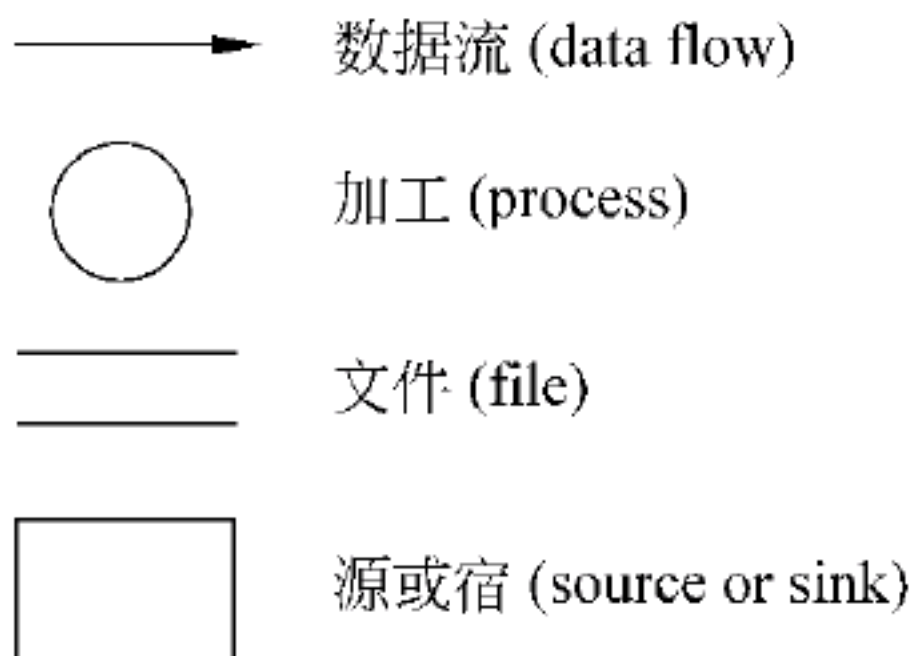 数据流 (data flow)
加工 (process)
文件 (file)
源或宿 (source or sink)